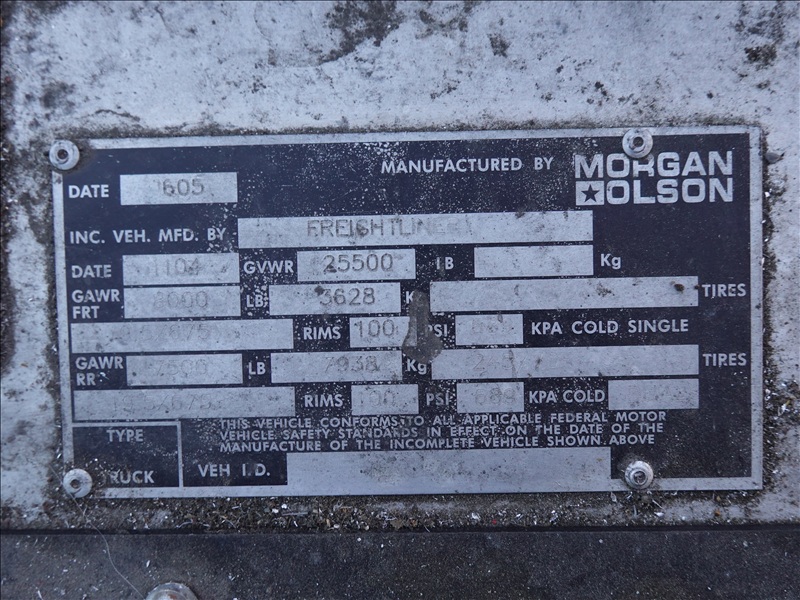 MANUFACTURED BY MORGAN OLSON
DATE 0605
INC. VEH. MFD. BY FREIGHTLINER
DATE 1104 GVWR 25500 LB Kg
GAWR FRT 8000 LB 3628 K TIRES
RIMS 100 PSI KPA COLD SINGLE
GAWR RR LB 7938 Kg TIRES
RIMS PSI 689 KPA COLD
THIS VEHICLE CONFORMS TO ALL APPLICABLE FEDERAL MOTOR
VEHICLE SAFETY STANDARDS IN EFFECT ON THE DATE OF THE
MANUFACTURE OF THE INCOMPLETE VEHICLE SHOWN ABOVE
TYPE
TRUCK
VEH I.D.